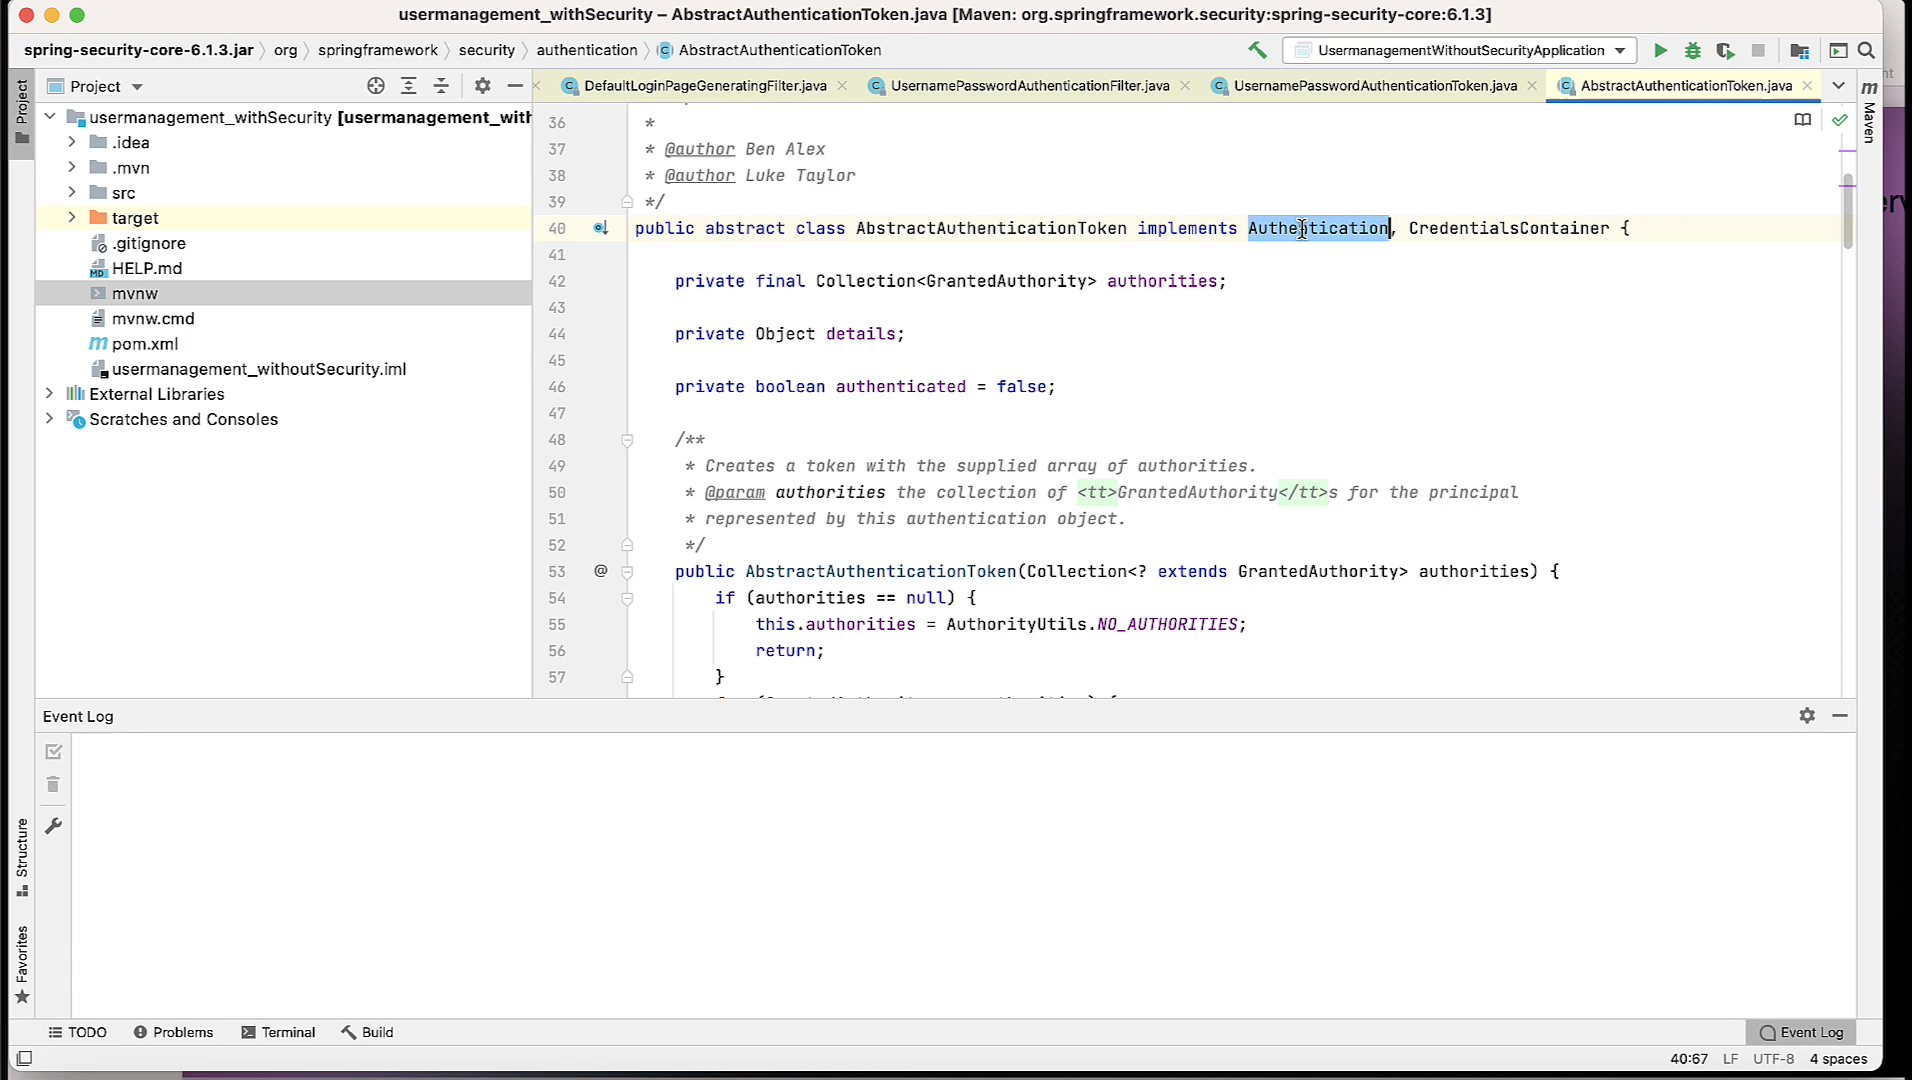 usermanagement_withSecurity – AbstractAuthenticationToken.java [Maven: org.springframework.security:spring-security-core:6.1.3]
spring-security-core-6.1.3.jar org springframework security authentication AbstractAuthenticationToken
UsermanagementWithoutSecurityApplication
Project
Project
DefaultLoginPageGeneratingFilter.java UsernamePasswordAuthenticationFilter.java UsernamePasswordAuthenticationToken.java AbstractAuthenticationToken.java
m Maven
usermanagement_withSecurity [usermanagement_with
.idea
.mvn
src
target
.gitignore
MD HELP.md
mvnw
mvnw.cmd
m pom.xml
usermanagement_withoutSecurity.iml
External Libraries
Scratches and Consoles
36 *
37 * @author Ben Alex
38 * @author Luke Taylor
39 */
40 public abstract class AbstractAuthenticationToken implements Authentication, CredentialsContainer {
41
42 private final Collection<GrantedAuthority> authorities;
43
44 private Object details;
45
46 private boolean authenticated = false;
47
48 /**
49 * Creates a token with the supplied array of authorities.
50 * @param authorities the collection of <tt>GrantedAuthority</tt>s for the principal
51 * represented by this authentication object.
52 */
53 @ public AbstractAuthenticationToken(Collection<? extends GrantedAuthority> authorities) {
54 if (authorities == null) {
55 this.authorities = AuthorityUtils.NO_AUTHORITIES;
56 return;
57 }
Event Log
Structure
Favorites
TODO Problems Terminal Build Event Log
40:67 LF UTF-8 4 spaces